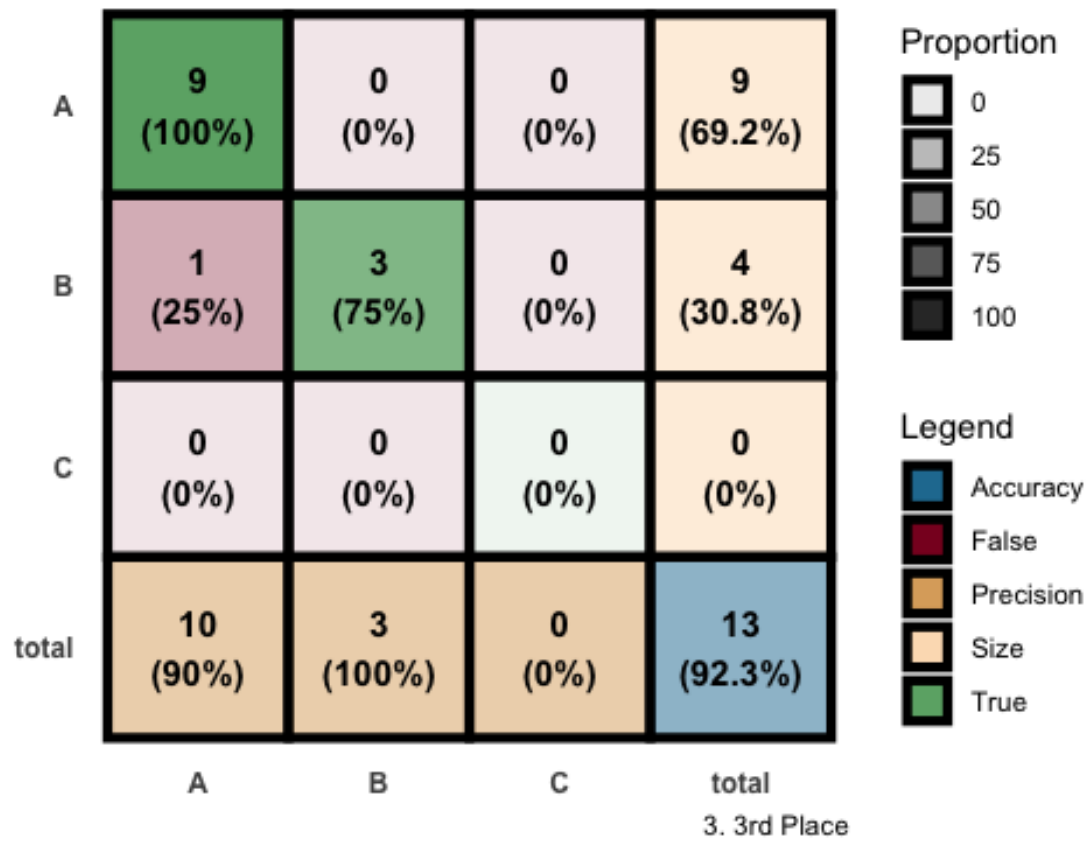 A
9
(100%)
0
(0%)
0
(0%)
9
(69.2%)
B
1
(25%)
3
(75%)
0
(0%)
4
(30.8%)
C
0
(0%)
0
(0%)
0
(0%)
0
(0%)
total
10
(90%)
3
(100%)
0
(0%)
13
(92.3%)
A
B
C
total
3. 3rd Place
Proportion
0
25
50
75
100
Legend
Accuracy
False
Precision
Size
True